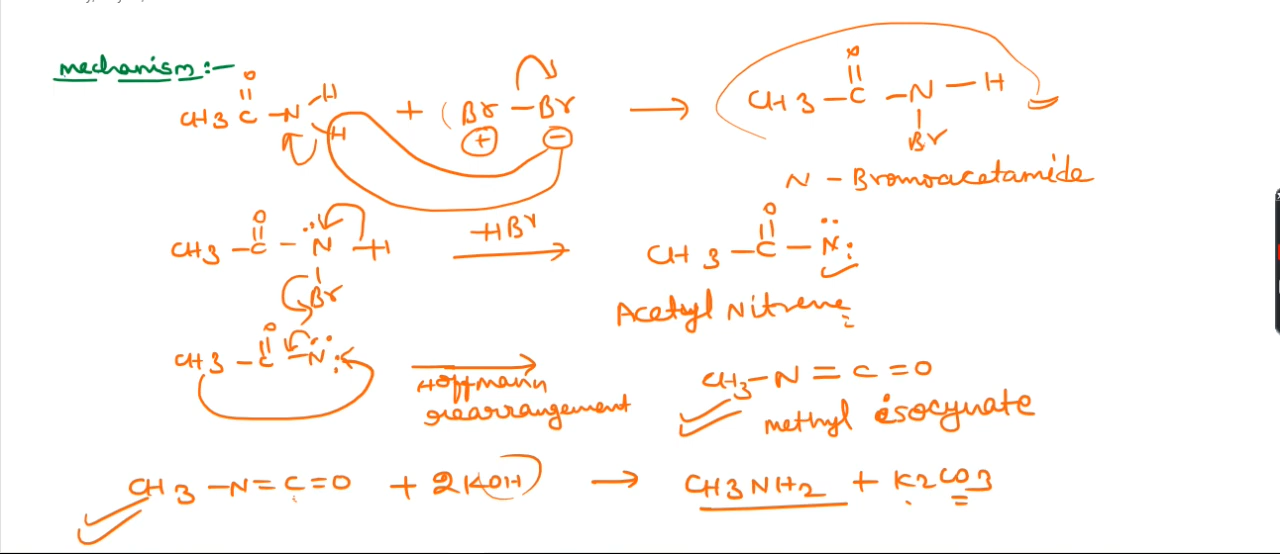 mechanism:-
CH3 - C(=O) - N(-H)(-H) + (Br - Br → CH3 - C(=O) - N(-Br) - H
⊕ ⊖
N - Bromoacetamide
CH3 - C(=O) - N̈(-Br) - H -HBr → CH3 - C(=O) - N̈:
Acetyl Nitrene
CH3 - C(=O) - N̈: → CH3 - N = C = O
Hoffmann
rearrangement
methyl isocynate
CH3 - N = C = O + 2KOH → CH3NH2 + K2CO3